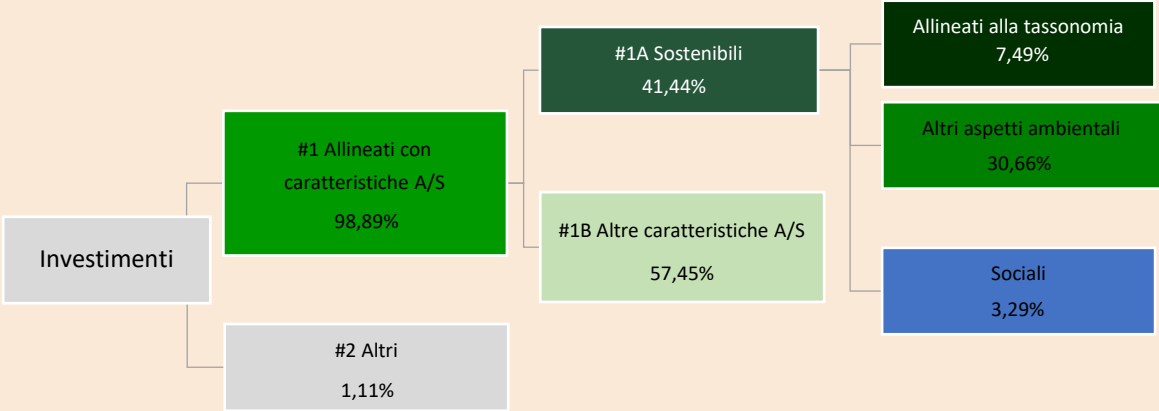 Investimenti
#1 Allineati con
caratteristiche A/S
98,89%
#2 Altri
1,11%
#1A Sostenibili
41,44%
#1B Altre caratteristiche A/S
57,45%
Allineati alla tassonomia
7,49%
Altri aspetti ambientali
30,66%
Sociali
3,29%